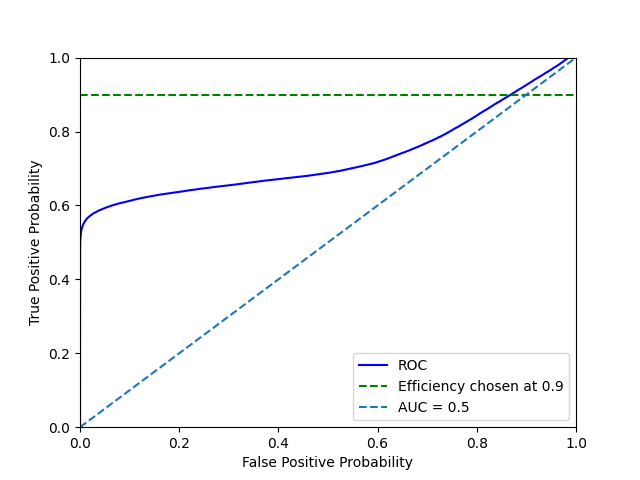 1.0
0.8
0.6
0.4
0.2
0.0
True Positive Probability
ROC
Efficiency chosen at 0.9
AUC = 0.5
0.0 0.2 0.4 0.6 0.8 1.0
False Positive Probability